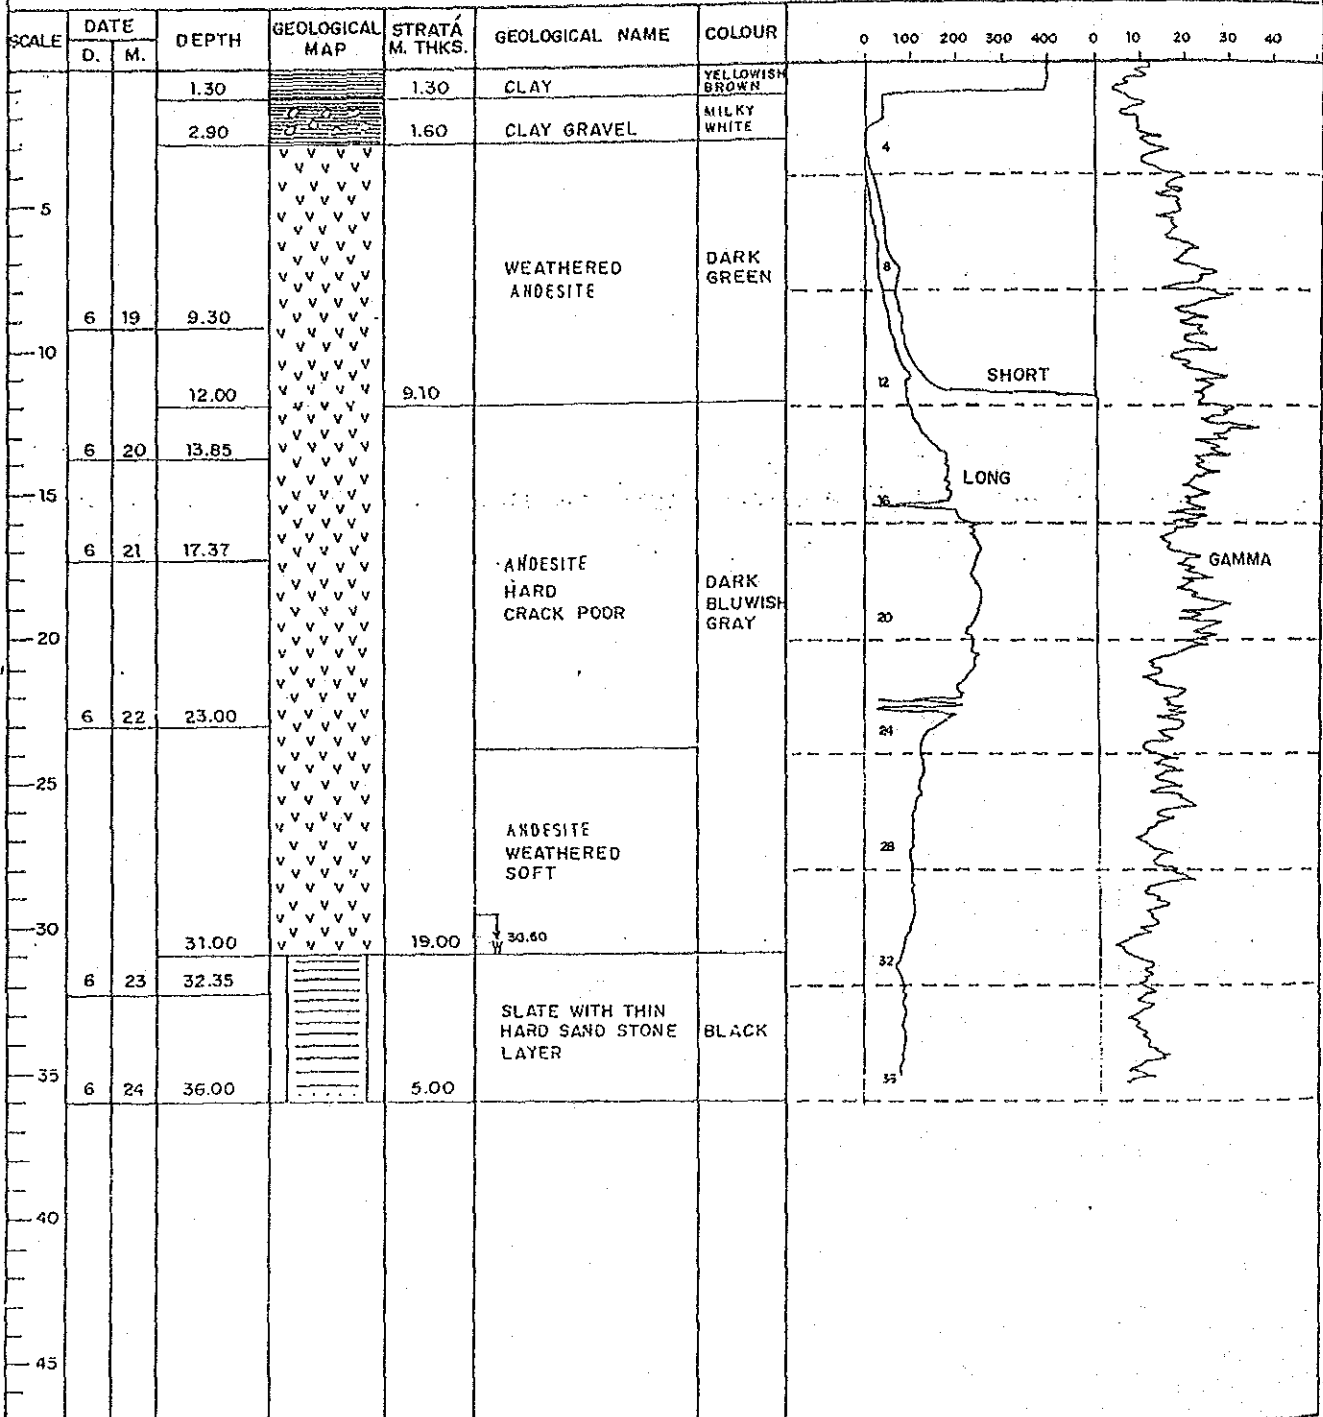 SCALE
DATE
D. M.
DEPTH
GEOLOGICAL
MAP
STRATÁ
M. THKS.
GEOLOGICAL NAME
COLOUR
0 100 200 300 400 0 10 20 30 40
1.30 1.30 CLAY
YELLOWISH
BROWN
2.90 1.60 CLAY GRAVEL
MILKY
WHITE
4
5
WEATHERED
ANDESITE
DARK
GREEN
8
6 19 9.30
10
12.00 9.10
12
SHORT
6 20 13.85
LONG
15
16
6 21 17.37
ANDESITE
HARD
CRACK POOR
DARK
BLUWISH
GRAY
GAMMA
20
20
6 22 23.00
24
25
ANDESITE
WEATHERED
SOFT
28
30
31.00 19.00
W 30.60
32
6 23 32.35
SLATE WITH THIN
HARD SAND STONE
LAYER
BLACK
35
6 24 36.00 5.00
40
45